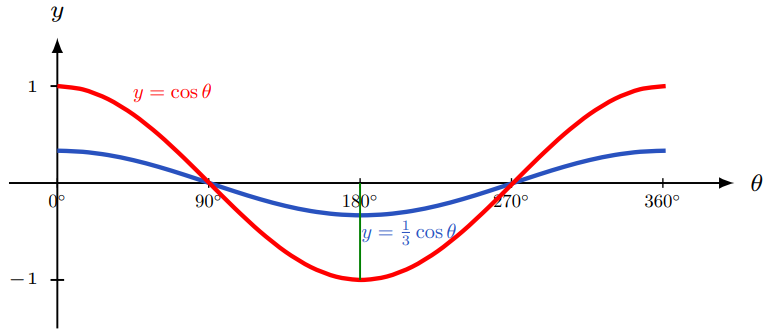 y
1
y = cos θ
θ
0° 90° 180° 270° 360°
y = 1/3 cos θ
−1